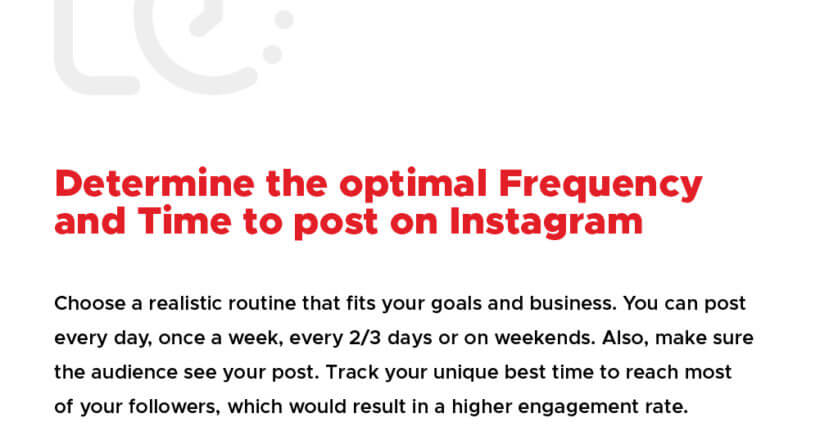 Determine the optimal Frequency
and Time to post on Instagram
Choose a realistic routine that fits your goals and business. You can post
every day, once a week, every 2/3 days or on weekends. Also, make sure
the audience see your post. Track your unique best time to reach most
of your followers, which would result in a higher engagement rate.